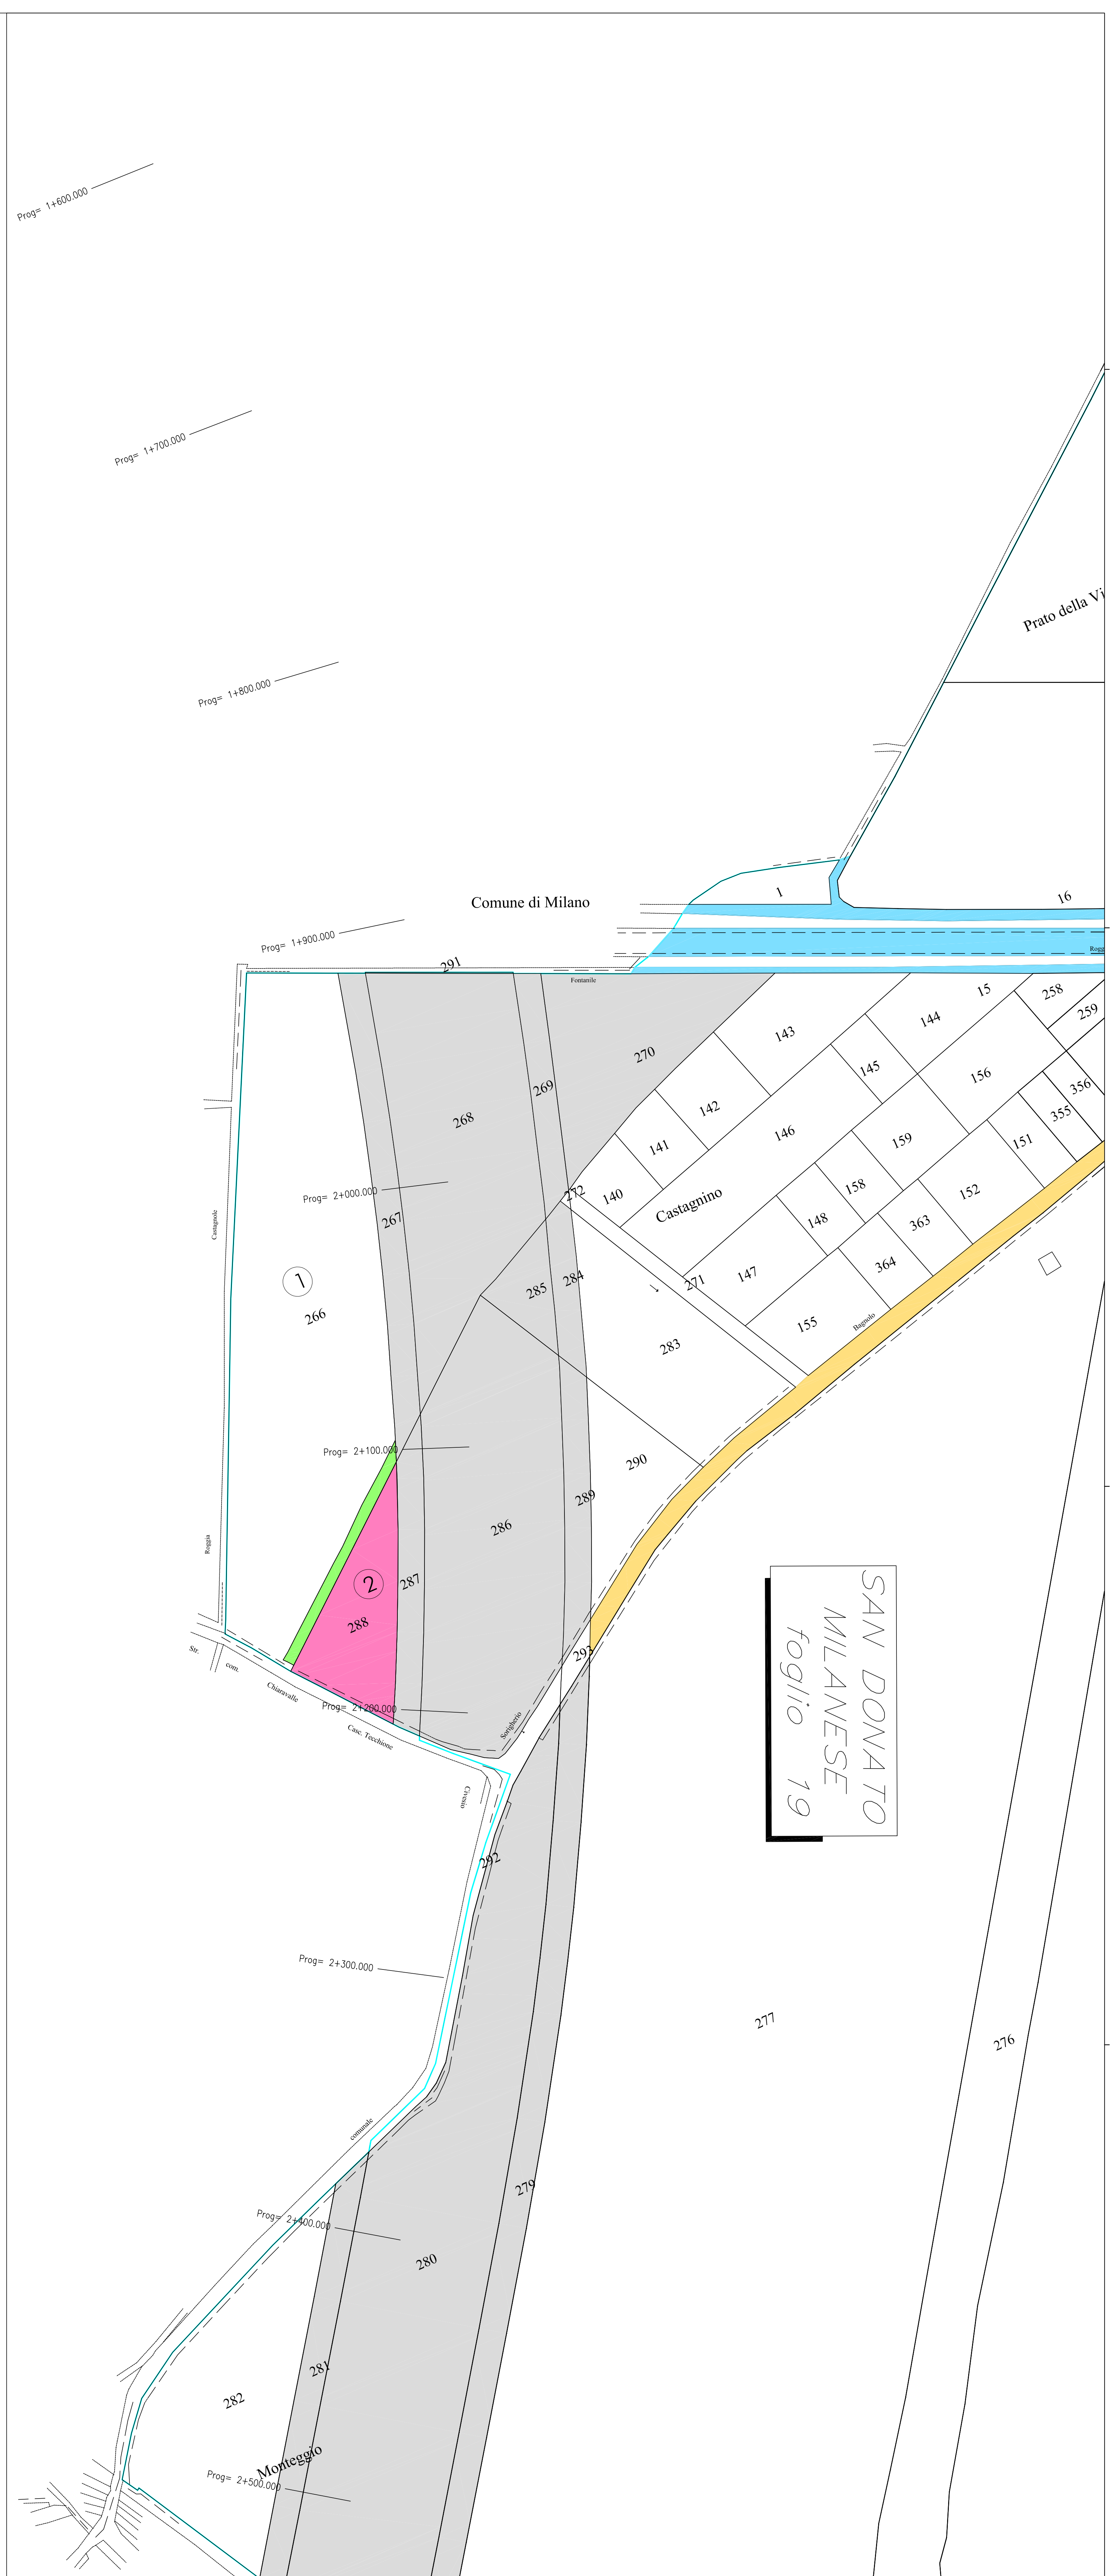 Prog= 1+600.000
Prog= 1+700.000
Prato della Vi
Prog= 1+800.000
1
16
Comune di Milano
Prog= 1+900.000
Rogg
291
Fontanile
15
258
259
143
144
270
145
156
356
269
142
355
268
146
141
151
159
Prog= 2+000.000
272
140
158
152
Castagnino
267
148
363
Castagnole
1
364
285
284
271
147
266
155
Bagnolo
283
Prog= 2+100.000
290
289
286
Roggia
2
287
288
SAN DONATO
MILANESE
foglio 19
Str.
com.
Chiaravalle
293
Prog= 2+200.000
Sorigherio
Casc. Tecchione
Civesio
292
Prog= 2+300.000
277
276
comunale
279
Prog= 2+400.000
280
281
282
Monteggio
Prog= 2+500.000